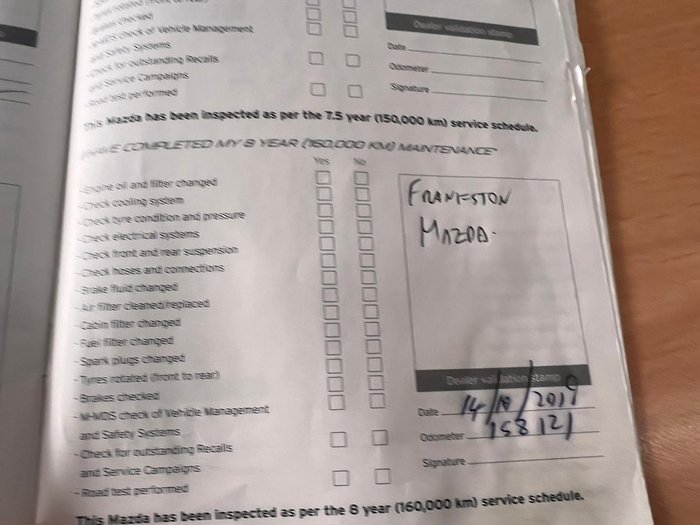 - Brakes checked
- NHMDS check of Vehicle Management
and Safety Systems
- Check for outstanding Recalls
and Service Campaigns
- Road test performed
Dealer validation stamp
Date
Odometer
Signature
This Mazda has been inspected as per the 7.5 year (150,000 km) service schedule.
I HAVE COMPLETED MY 8 YEAR (160,000 KM) MAINTENANCE*
Yes No
- Engine oil and filter changed
- Check cooling system
- Check tyre condition and pressure
- Check electrical systems
- Check front and rear suspension
- Check hoses and connections
- Brake fluid changed
- Air filter cleaned/replaced
- Cabin filter changed
- Fuel filter changed
- Spark plugs changed
- Tyres rotated (front to rear)
- Brakes checked
- NHMDS check of Vehicle Management
and Safety Systems
- Check for outstanding Recalls
and Service Campaigns
- Road test performed
FRANKSTON
MAZDA.
Dealer validation stamp
Date 14/10/2019
Odometer 158 121
Signature
This Mazda has been inspected as per the 8 year (160,000 km) service schedule.